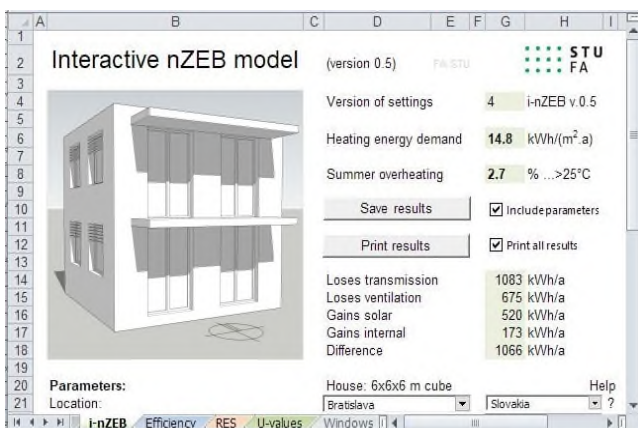 A B C D E F G H I
1
2 Interactive nZEB model (version 0.5) FA STU STU FA
3
4 Version of settings 4 i-nZEB v.0.5
5
6 Heating energy demand 14.8 kWh/(m².a)
7
8 Summer overheating 2.7 % ...>25°C
9
10 Save results Include parameters
11
12 Print results Print all results
13
14 Loses transmission 1083 kWh/a
15 Loses ventilation 675 kWh/a
16 Gains solar 520 kWh/a
17 Gains internal 173 kWh/a
18 Difference 1066 kWh/a
19
20 Parameters: House: 6x6x6 m cube Help
21 Location: Bratislava Slovakia ?
i-nZEB Efficiency RES U-values Windows